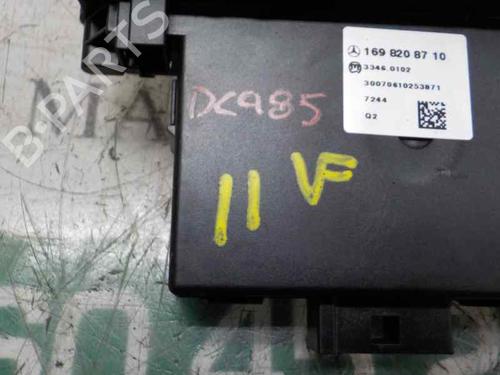 169 820 87 10
3346.0102
30070610253871
7244
Q2
DC985
11 VF
B-PARTS